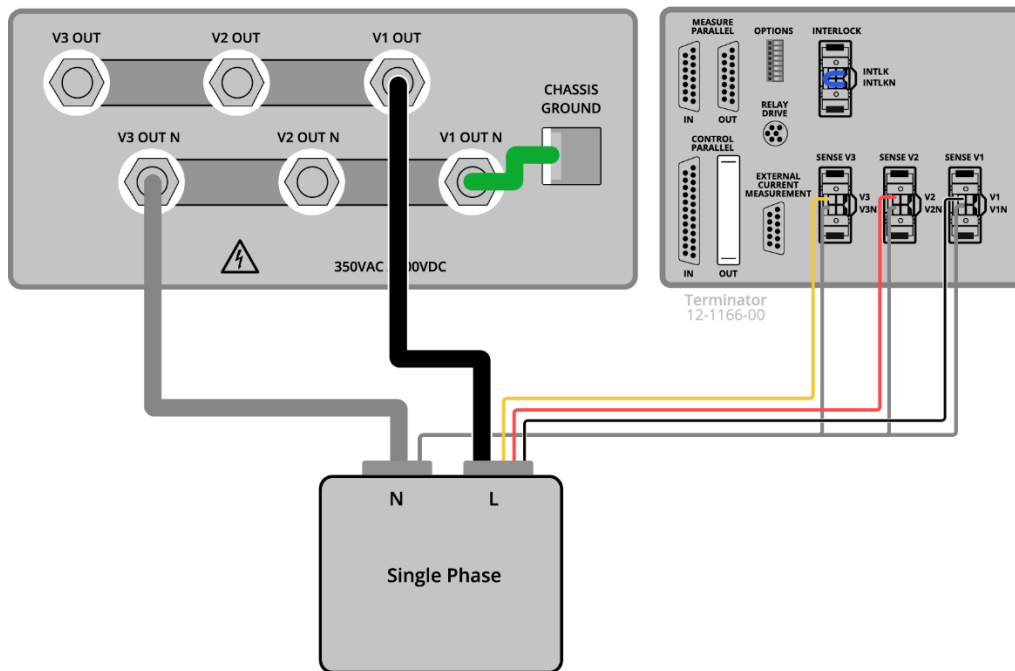 V3 OUT
V2 OUT
V1 OUT
CHASSIS
GROUND
V3 OUT N
V2 OUT N
V1 OUT N
350VAC
00VDC
MEASURE
PARALLEL
OPTIONS
INTERLOCK
INTLK
INTLKN
IN
OUT
RELAY
DRIVE
CONTROL
PARALLEL
EXTERNAL
CURRENT
MEASUREMENT
SENSE V3
SENSE V2
SENSE V1
V3
V3N
V2
V2N
V1
V1N
IN
OUT
Terminator
12-1166-00
N
L
Single Phase